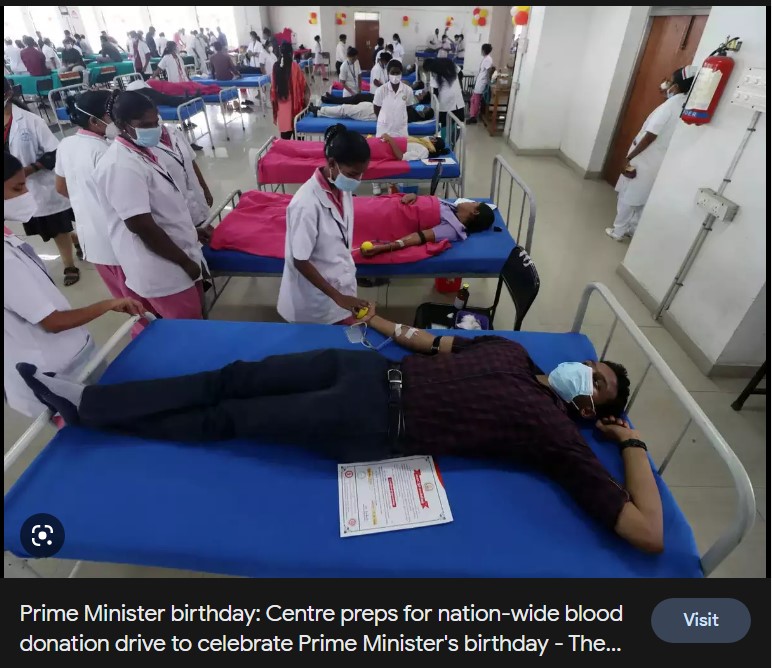 Prime Minister birthday: Centre preps for nation-wide blood
donation drive to celebrate Prime Minister's birthday - The...
Visit